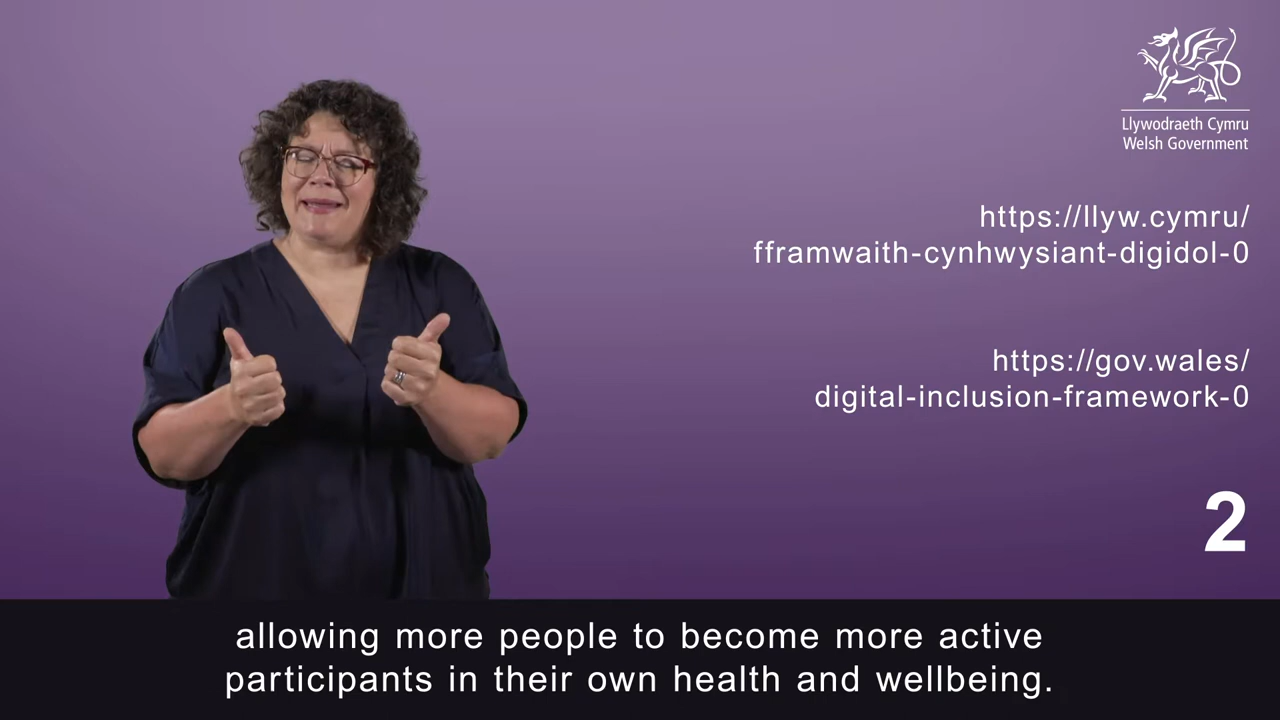 Llywodraeth Cymru
Welsh Government
https://llyw.cymru/
fframwaith-cynhwysiant-digidol-0
https://gov.wales/
digital-inclusion-framework-0
2
allowing more people to become more active
participants in their own health and wellbeing.